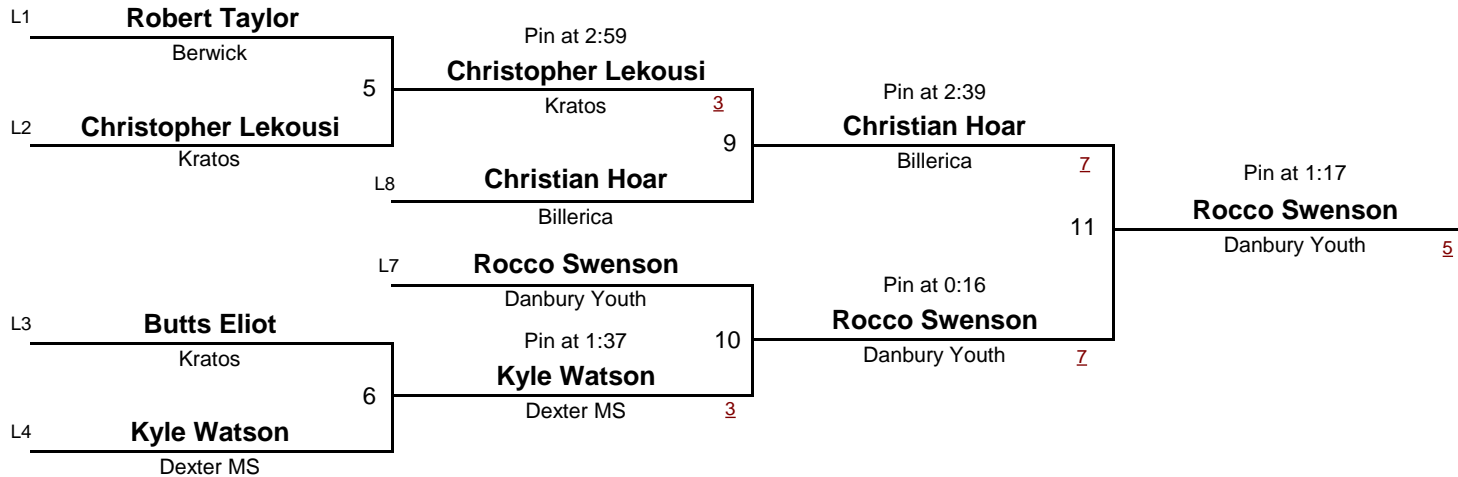 L1
Robert Taylor
Berwick
5
L2
Christopher Lekousi
Kratos
Pin at 2:59
Christopher Lekousi
Kratos
3
9
L8
Christian Hoar
Billerica
Pin at 2:39
Christian Hoar
Billerica
7
11
Pin at 1:17
Rocco Swenson
Danbury Youth
5
L7
Rocco Swenson
Danbury Youth
L3
Butts Eliot
Kratos
6
L4
Kyle Watson
Dexter MS
Pin at 1:37
10
Kyle Watson
Dexter MS
3
Pin at 0:16
Rocco Swenson
Danbury Youth
7